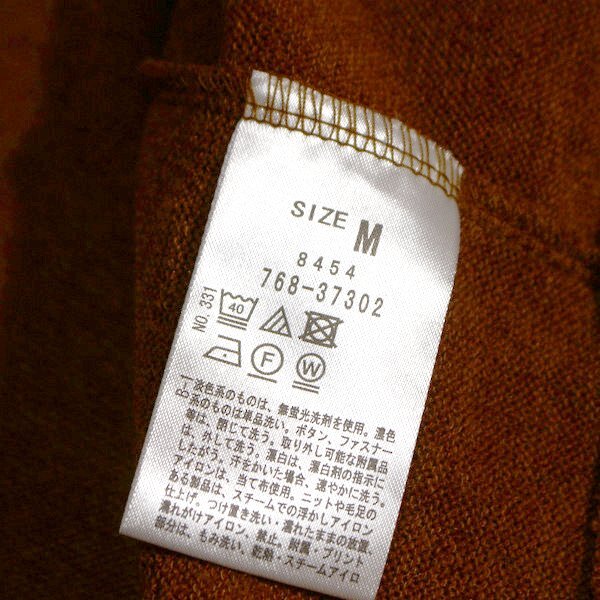 SIZE M
8454
768-37302
NO. 331
40
F W
B-1
淡色系のものは、無蛍光洗剤を使用。濃色
系のものは単品洗い。ボタン、ファスナー
等は、閉じて洗う。取り外し可能な附属品
は、外して洗う。漂白は、漂白剤の指示に
したがう。汗をかいた場合、速やかに洗う。
アイロンは、当て布使用。ニットや毛足の
ある製品は、スチームでの浮かしアイロン
仕上げ。つけ置き洗い・濡れたままの放置、
濡れがけアイロン、禁止。附属・プリント
部分は、もみ洗い、乾熱・スチームアイロ